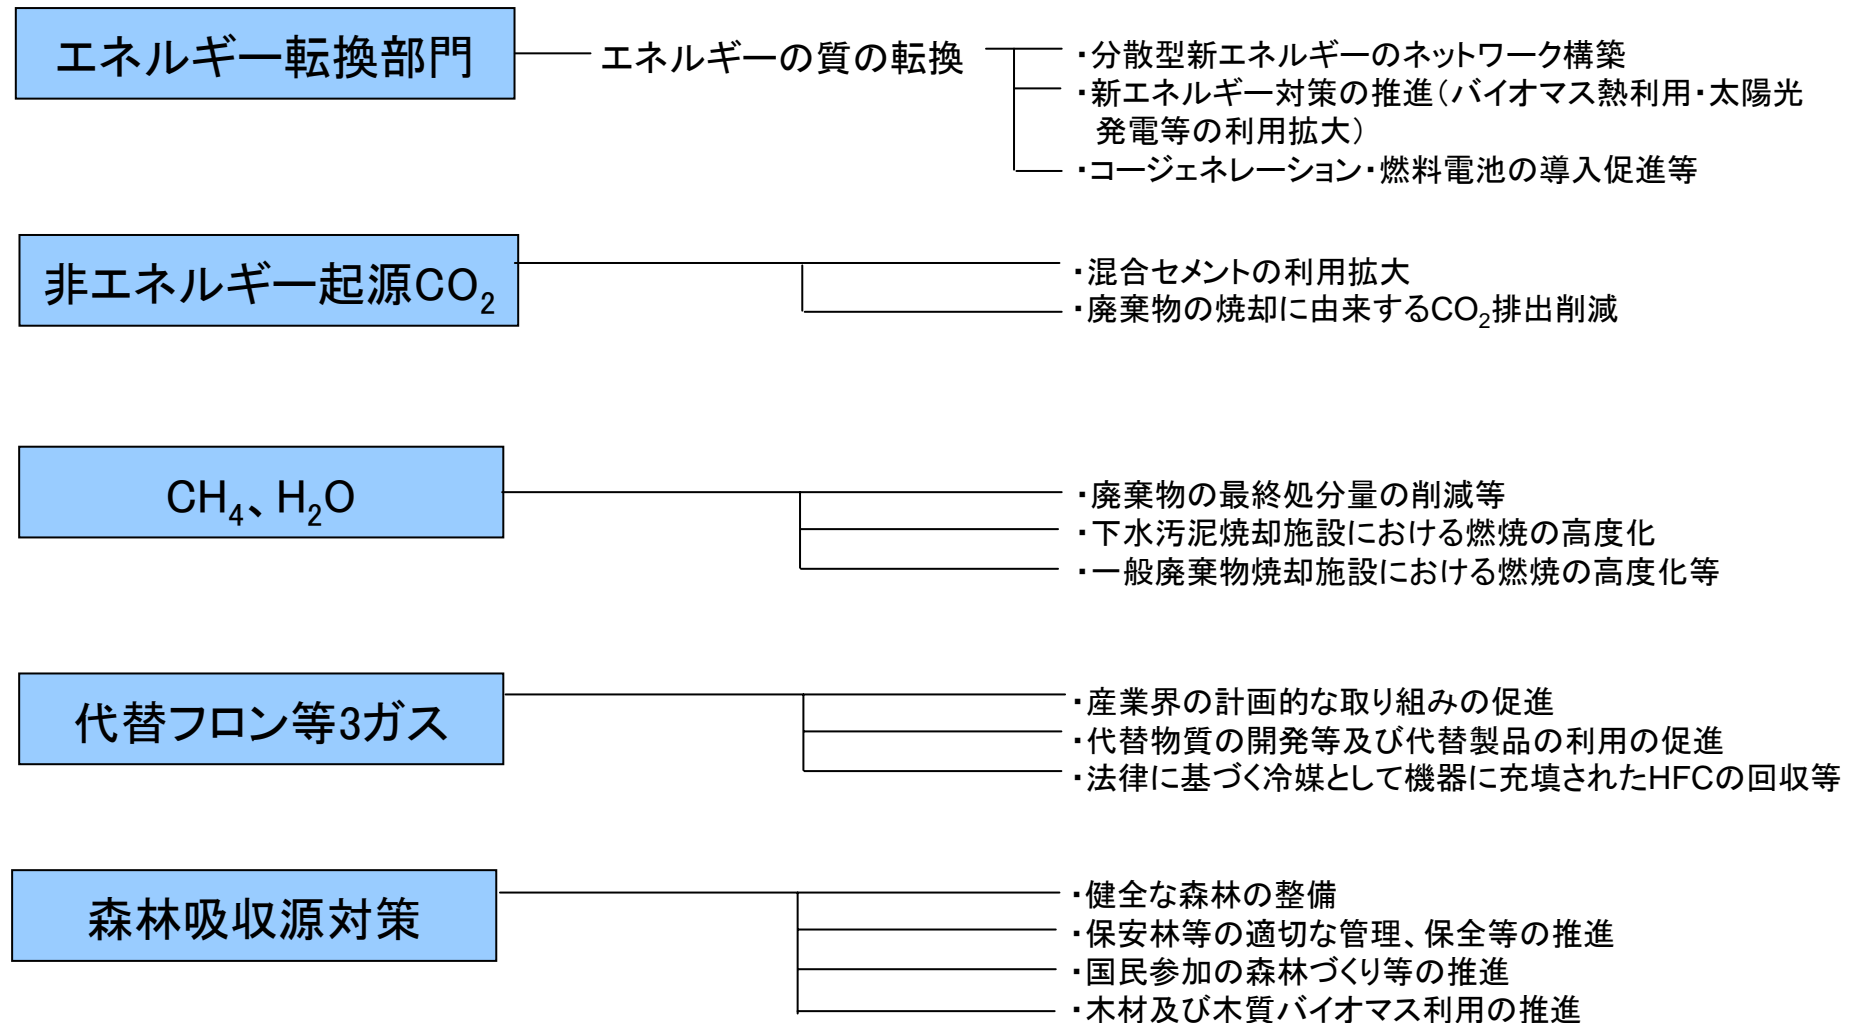 エネルギー転換部門
エネルギーの質の転換
・分散型新エネルギーのネットワーク構築
・新エネルギー対策の推進(バイオマス熱利用・太陽光
発電等の利用拡大)
・コージェネレーション・燃料電池の導入促進等
非エネルギー起源CO₂
・混合セメントの利用拡大
・廃棄物の焼却に由来するCO₂排出削減
CH₄、H₂O
・廃棄物の最終処分量の削減等
・下水汚泥焼却施設における燃焼の高度化
・一般廃棄物焼却施設における燃焼の高度化等
代替フロン等3ガス
・産業界の計画的な取り組みの促進
・代替物質の開発等及び代替製品の利用の促進
・法律に基づく冷媒として機器に充填されたHFCの回収等
森林吸収源対策
・健全な森林の整備
・保安林等の適切な管理、保全等の推進
・国民参加の森林づくり等の推進
・木材及び木質バイオマス利用の推進